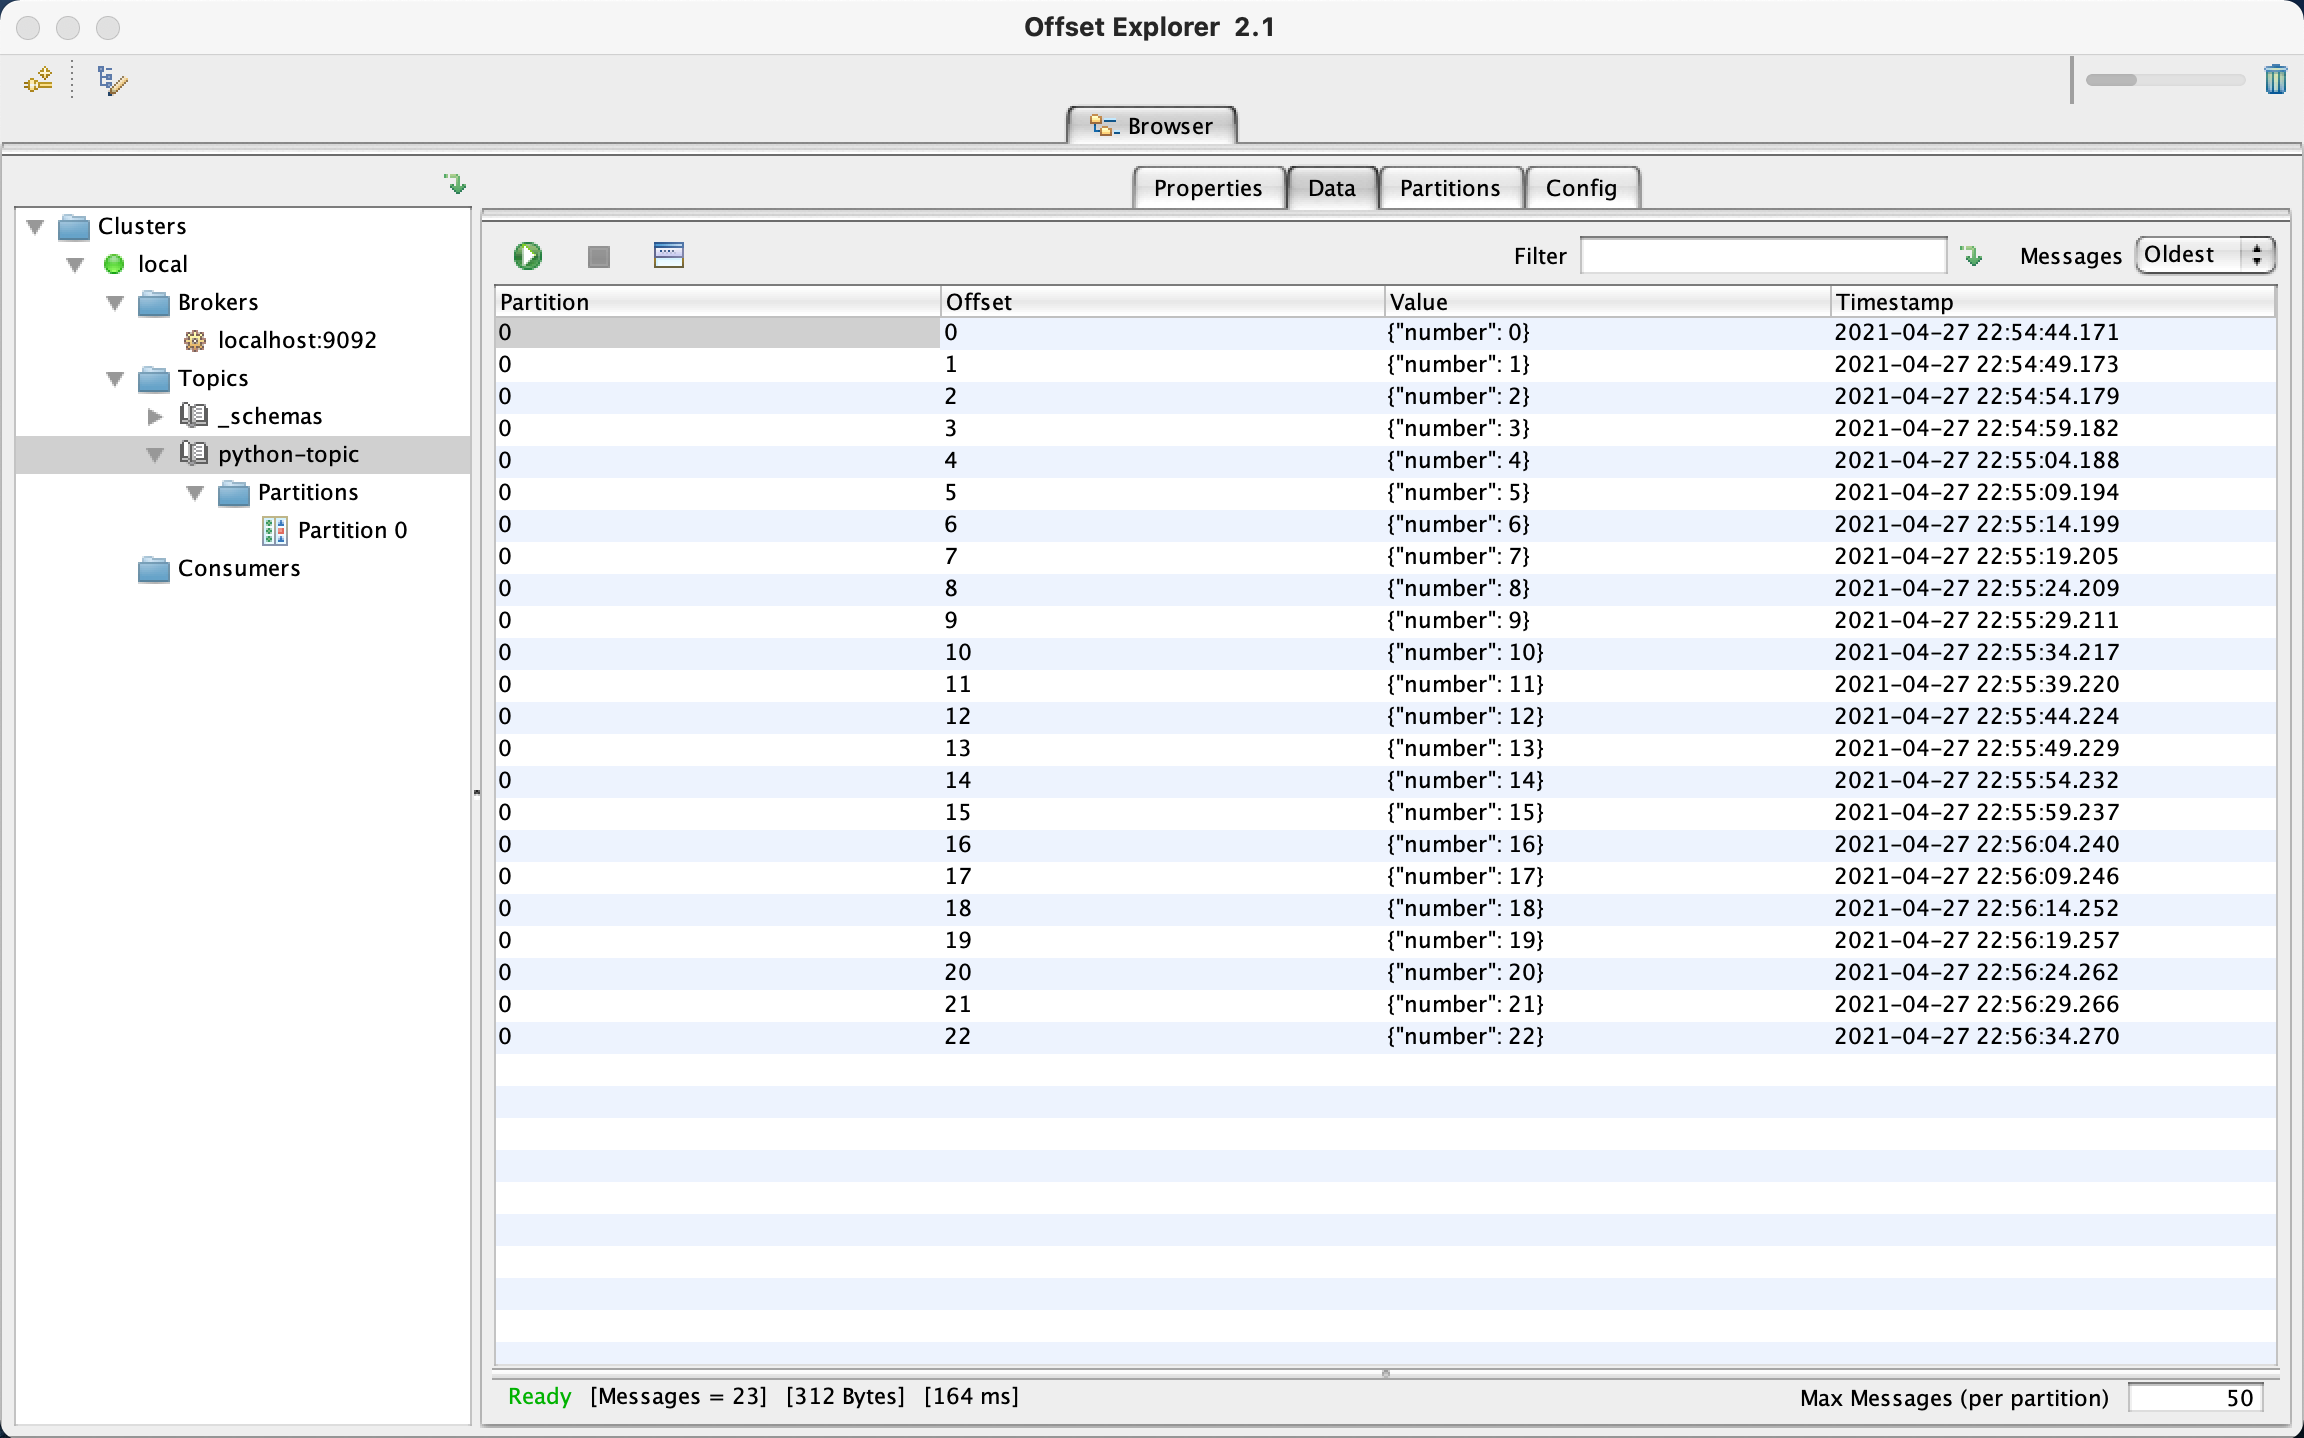 Offset Explorer 2.1
Browser
Properties Data Partitions Config
Clusters
local
Brokers
localhost:9092
Topics
_schemas
python-topic
Partitions
Partition 0
Consumers
Filter Messages Oldest
Partition Offset Value Timestamp
0 0 {"number": 0} 2021-04-27 22:54:44.171
0 1 {"number": 1} 2021-04-27 22:54:49.173
0 2 {"number": 2} 2021-04-27 22:54:54.179
0 3 {"number": 3} 2021-04-27 22:54:59.182
0 4 {"number": 4} 2021-04-27 22:55:04.188
0 5 {"number": 5} 2021-04-27 22:55:09.194
0 6 {"number": 6} 2021-04-27 22:55:14.199
0 7 {"number": 7} 2021-04-27 22:55:19.205
0 8 {"number": 8} 2021-04-27 22:55:24.209
0 9 {"number": 9} 2021-04-27 22:55:29.211
0 10 {"number": 10} 2021-04-27 22:55:34.217
0 11 {"number": 11} 2021-04-27 22:55:39.220
0 12 {"number": 12} 2021-04-27 22:55:44.224
0 13 {"number": 13} 2021-04-27 22:55:49.229
0 14 {"number": 14} 2021-04-27 22:55:54.232
0 15 {"number": 15} 2021-04-27 22:55:59.237
0 16 {"number": 16} 2021-04-27 22:56:04.240
0 17 {"number": 17} 2021-04-27 22:56:09.246
0 18 {"number": 18} 2021-04-27 22:56:14.252
0 19 {"number": 19} 2021-04-27 22:56:19.257
0 20 {"number": 20} 2021-04-27 22:56:24.262
0 21 {"number": 21} 2021-04-27 22:56:29.266
0 22 {"number": 22} 2021-04-27 22:56:34.270
Ready [Messages = 23] [312 Bytes] [164 ms] Max Messages (per partition) 50